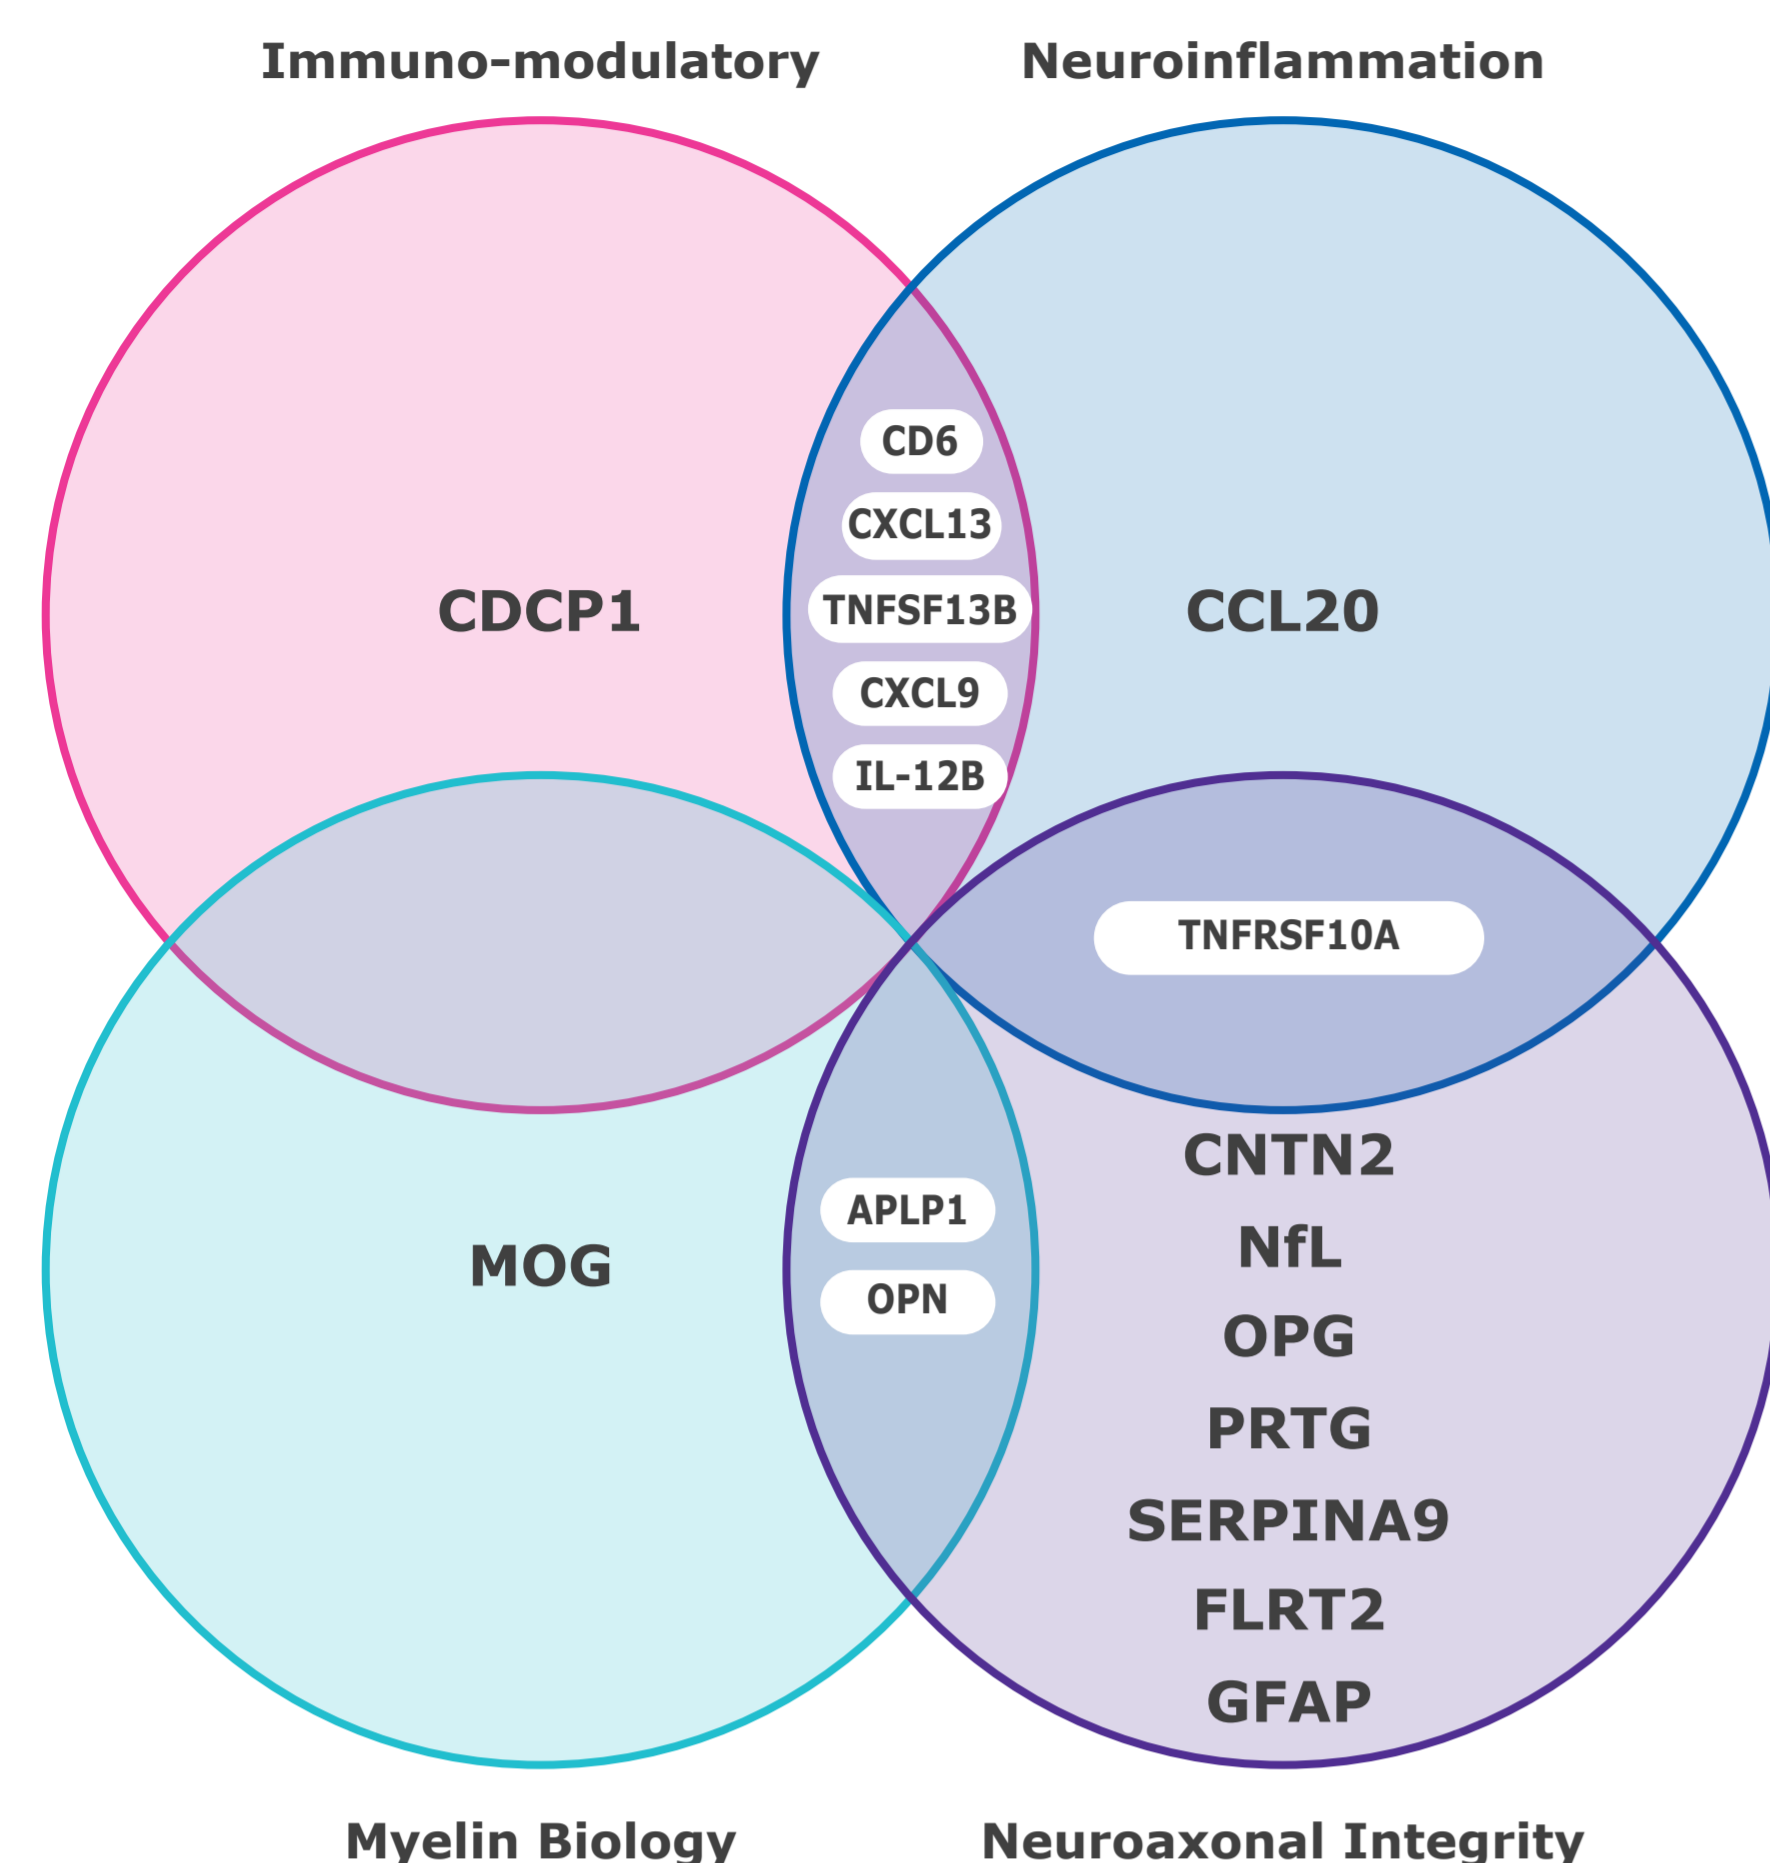 Immuno-modulatory
Neuroinflammation
CD6
CXCL13
TNFSF13B
CXCL9
IL-12B
CDCP1
CCL20
TNFRSF10A
MOG
APLP1
OPN
CNTN2
NfL
OPG
PRTG
SERPINA9
FLRT2
GFAP
Myelin Biology
Neuroaxonal Integrity